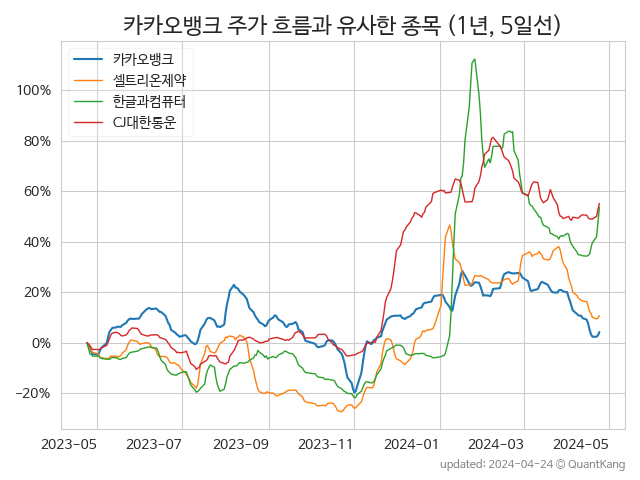 카카오뱅크 주가 흐름과 유사한 종목 (1년, 5일선)
카카오뱅크
셀트리온제약
한글과컴퓨터
CJ대한통운
100%
80%
60%
40%
20%
0%
−20%
2023-05 2023-07 2023-09 2023-11 2024-01 2024-03 2024-05
updated: 2024-04-24 © QuantKang